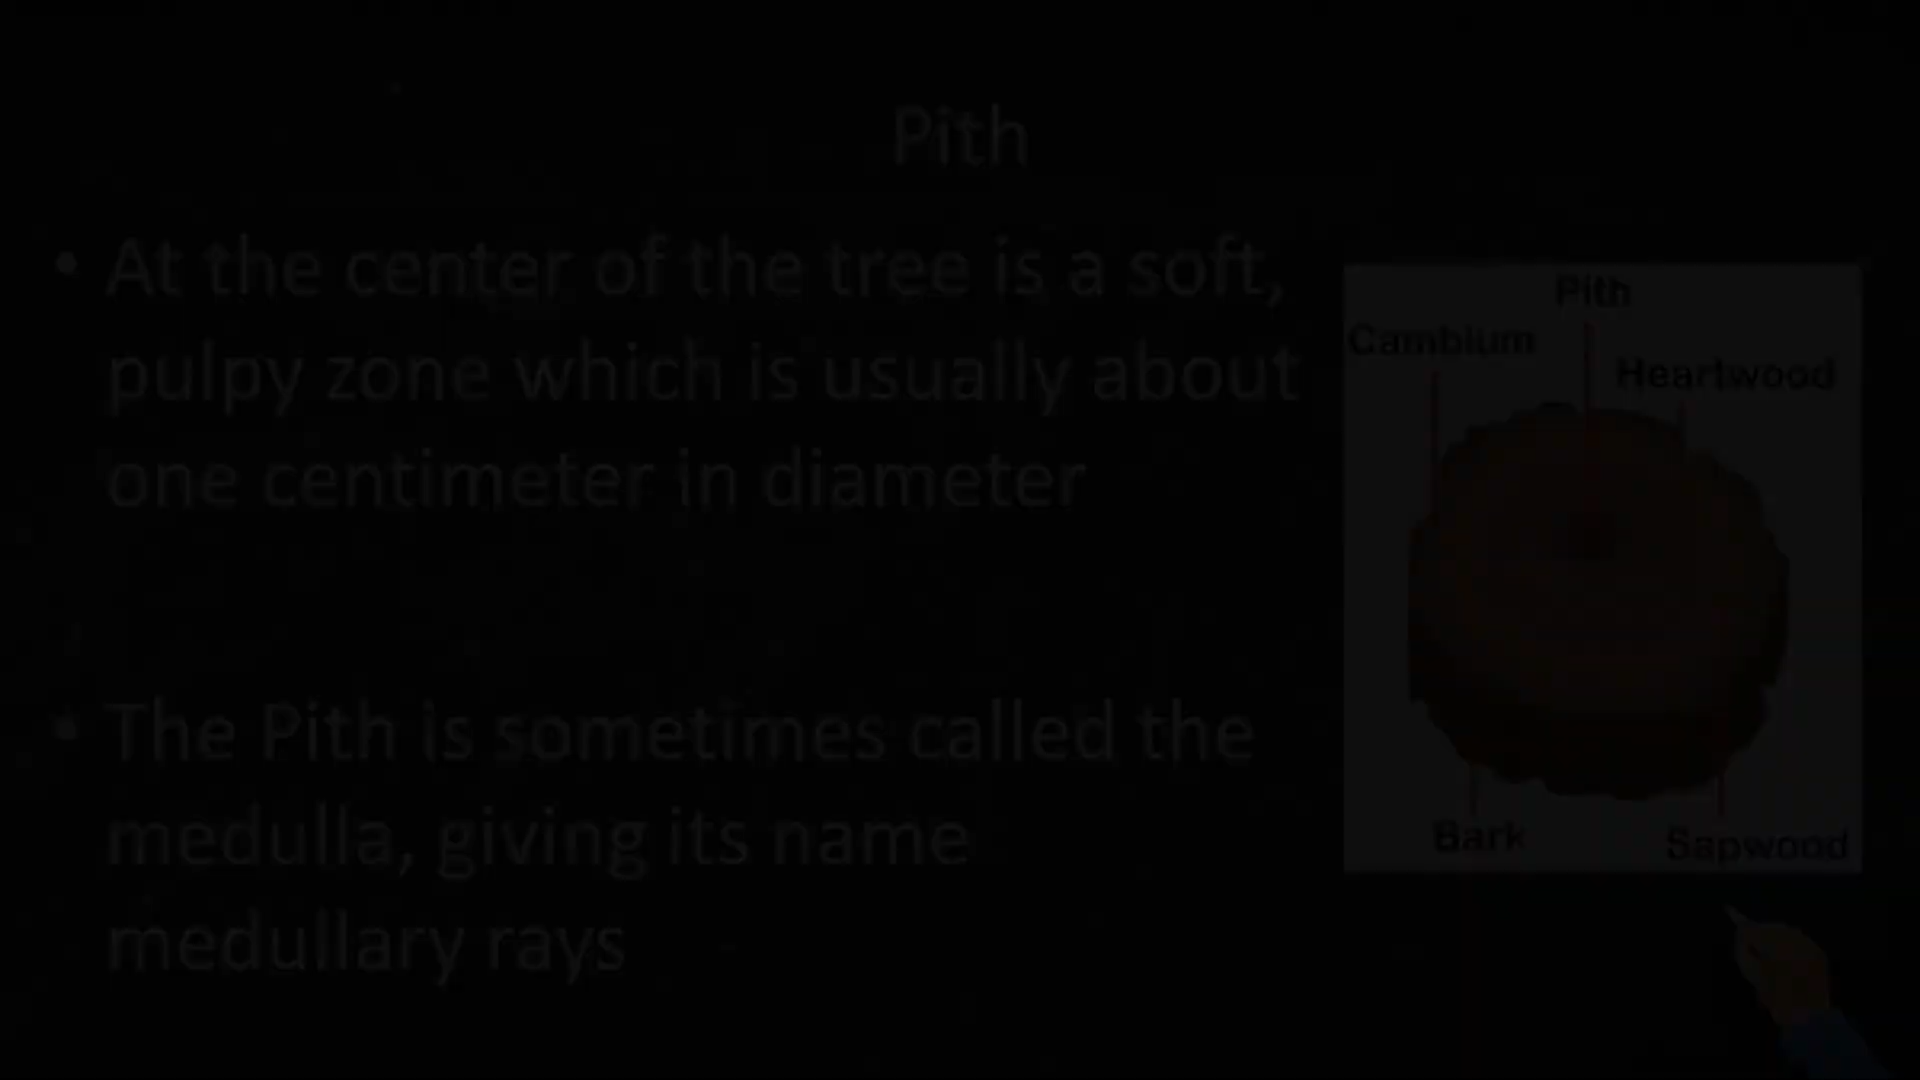 Pith
• At the center of the tree is a soft,
pulpy zone which is usually about
one centimeter in diameter
• The Pith is sometimes called the
medulla, giving its name
medullary rays
Pith
Cambium
Heartwood
Bark
Sapwood